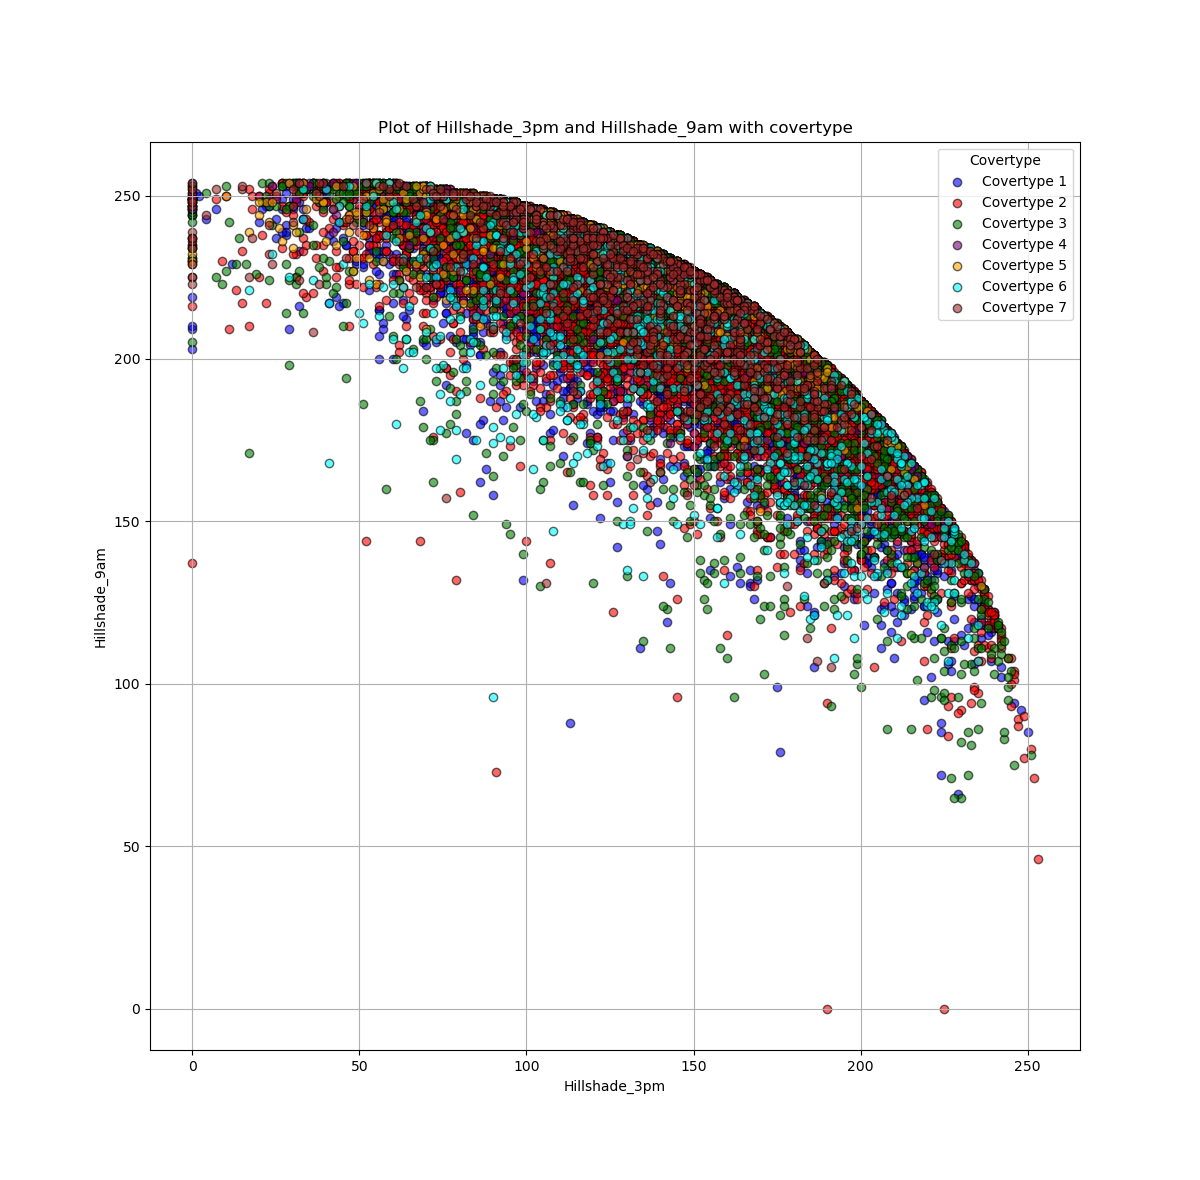 Plot of Hillshade_3pm and Hillshade_9am with covertype
Covertype
Covertype 1
Covertype 2
Covertype 3
Covertype 4
Covertype 5
Covertype 6
Covertype 7
250
200
150
100
50
0
Hillshade_9am
0 50 100 150 200 250
Hillshade_3pm